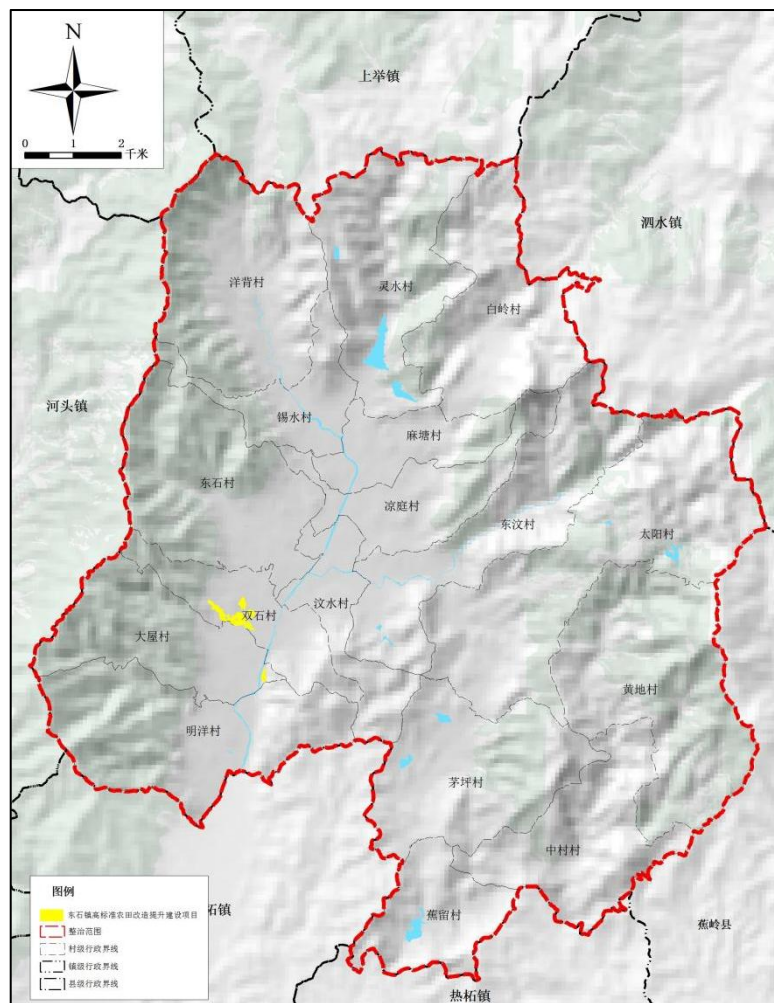 N
0 1 2
千米
上举镇
泗水镇
洋背村
灵水村
白岭村
河头镇
锡水村
麻塘村
东石村
凉庭村
东汶村
太阳村
汶水村
双石村
大屋村
黄地村
明洋村
茅坪村
中村村
蕉留村
柘镇
蕉岭县
热柘镇
图例
东石镇高标准农田改造提升建设项目
整治范围
村级行政界线
镇级行政界线
县级行政界线